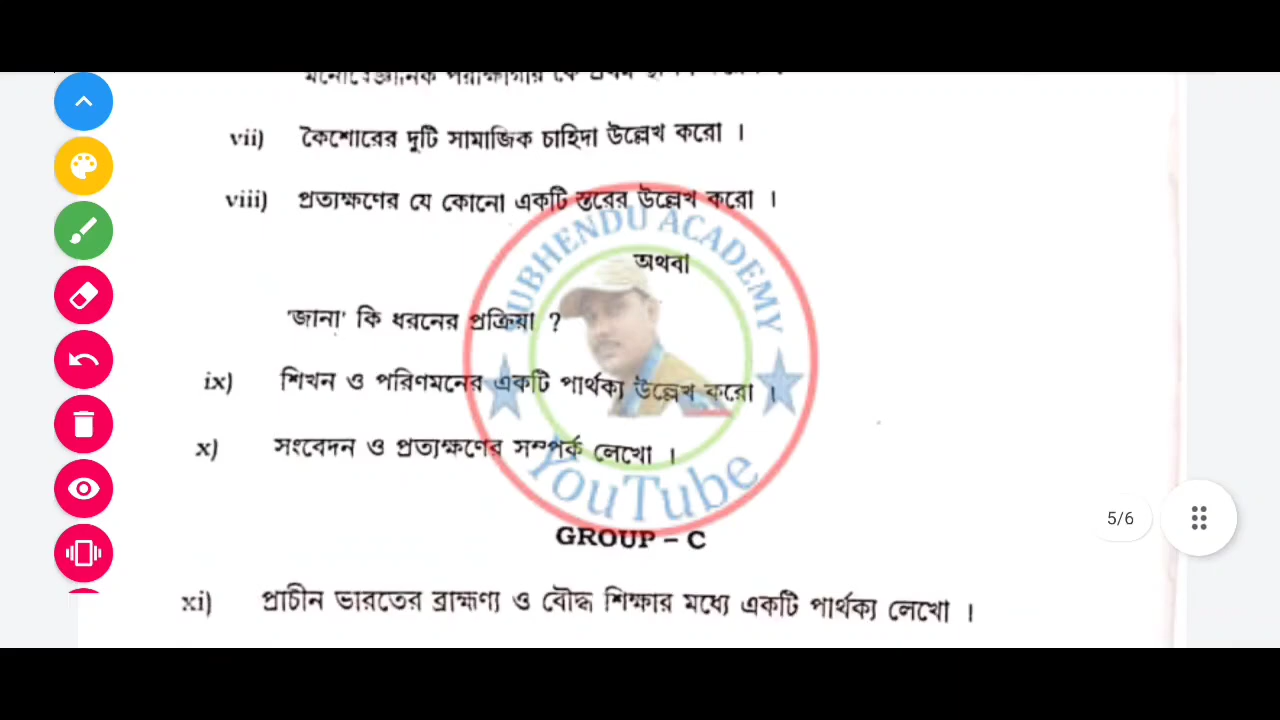 কে প্রথম
vii) কৈশোরের দুটি সামাজিক চাহিদা উল্লেখ করো ।
viii) প্রত্যক্ষণের যে কোনো একটি স্তরের উল্লেখ করো ।
অথবা
'জানা' কি ধরনের প্রক্রিয়া ?
ix) শিখন ও পরিণমনের একটি পার্থক্য উল্লেখ করো ।
x) সংবেদন ও প্রত্যক্ষণের সম্পর্ক লেখো ।
GROUP – C
xi) প্রাচীন ভারতের ব্রাহ্মণ্য ও বৌদ্ধ শিক্ষার মধ্যে একটি পার্থক্য লেখো ।
SUBHENDU ACADEMY
YouTube
5/6